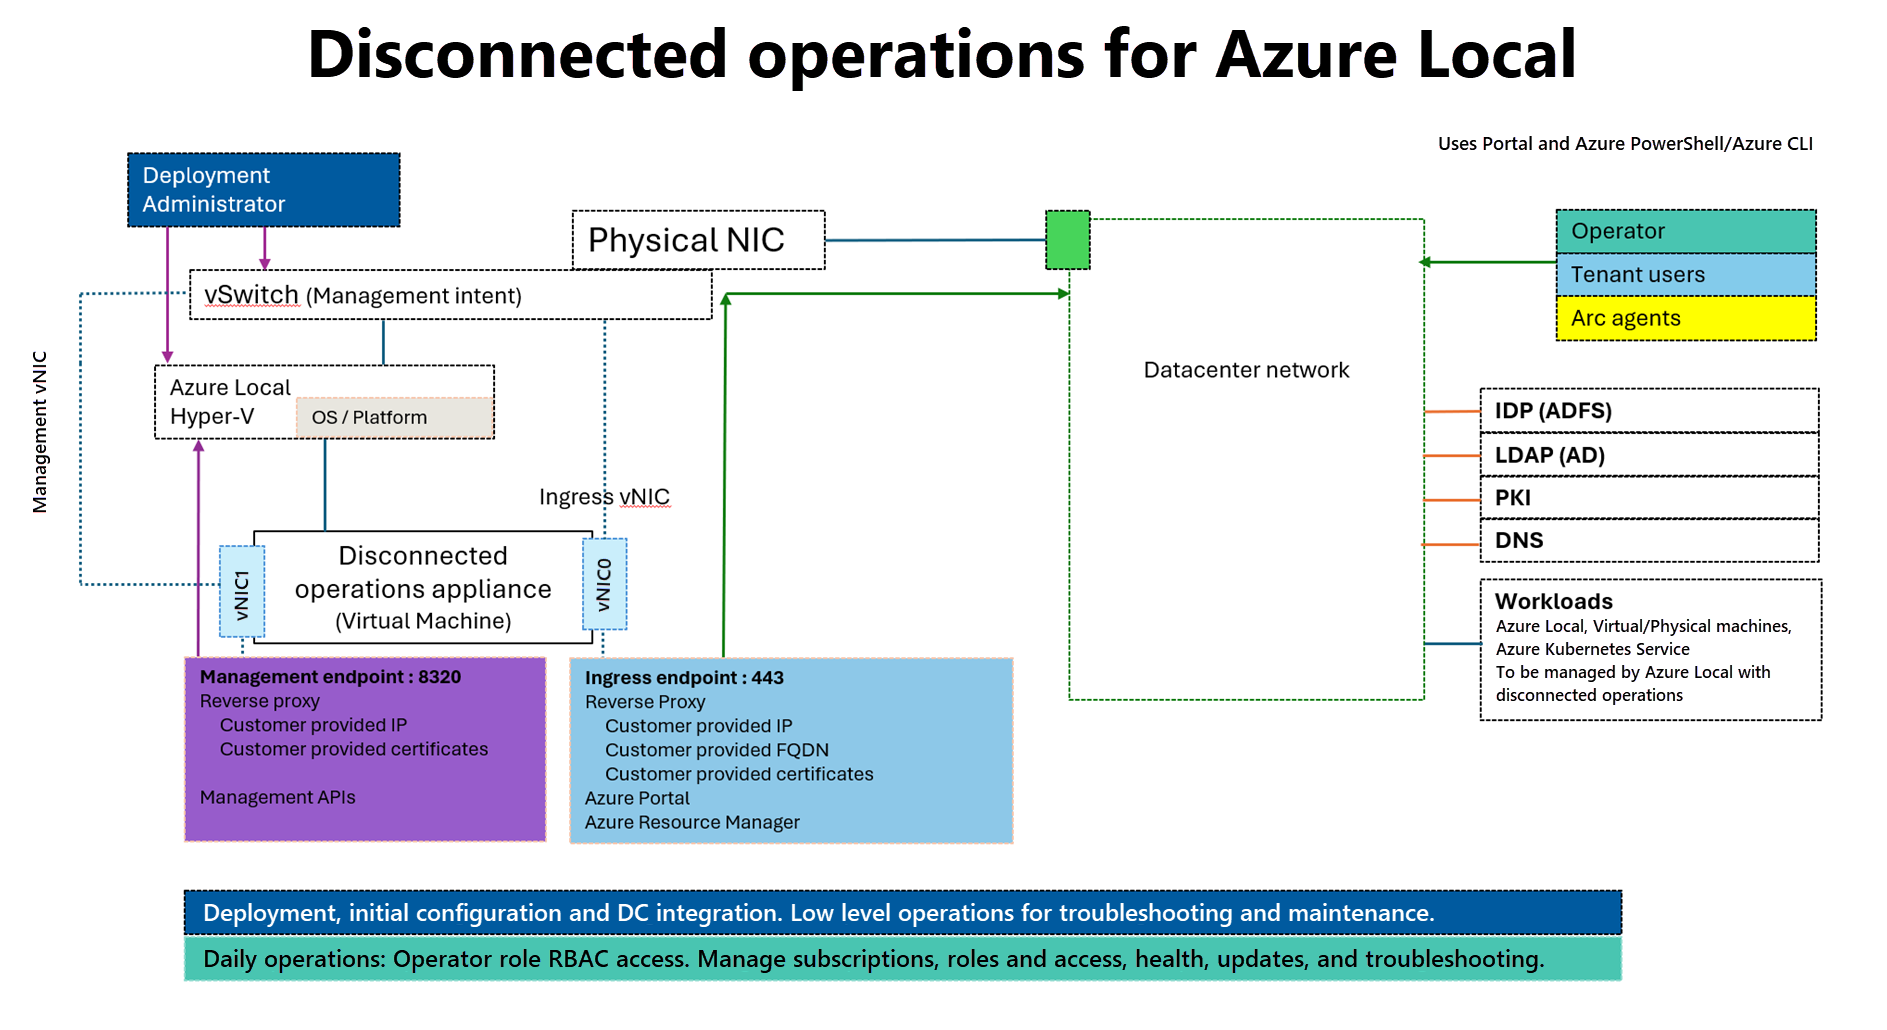 Disconnected operations for Azure Local
Uses Portal and Azure PowerShell/Azure CLI
Deployment
Administrator
Physical NIC
vSwitch (Management intent)
Management vNIC
Azure Local
Hyper-V
OS / Platform
Ingress vNIC
Disconnected
operations appliance
(Virtual Machine)
vNIC1
vNIC0
Management endpoint : 8320
Reverse proxy
Customer provided IP
Customer provided certificates
Management APIs
Ingress endpoint : 443
Reverse Proxy
Customer provided IP
Customer provided FQDN
Customer provided certificates
Azure Portal
Azure Resource Manager
Datacenter network
Operator
Tenant users
Arc agents
IDP (ADFS)
LDAP (AD)
PKI
DNS
Workloads
Azure Local, Virtual/Physical machines,
Azure Kubernetes Service
To be managed by Azure Local with
disconnected operations
Deployment, initial configuration and DC integration. Low level operations for troubleshooting and maintenance.
Daily operations: Operator role RBAC access. Manage subscriptions, roles and access, health, updates, and troubleshooting.